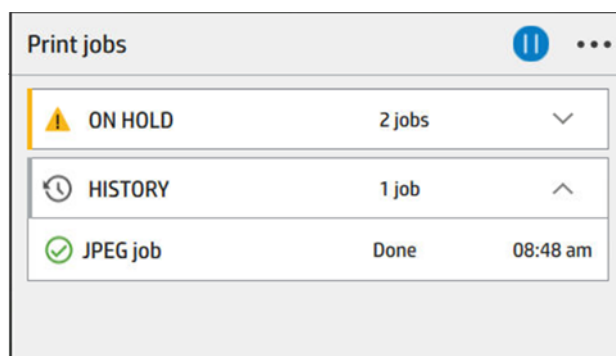 Print jobs
ON HOLD 2 jobs
HISTORY 1 job
JPEG job Done 08:48 am